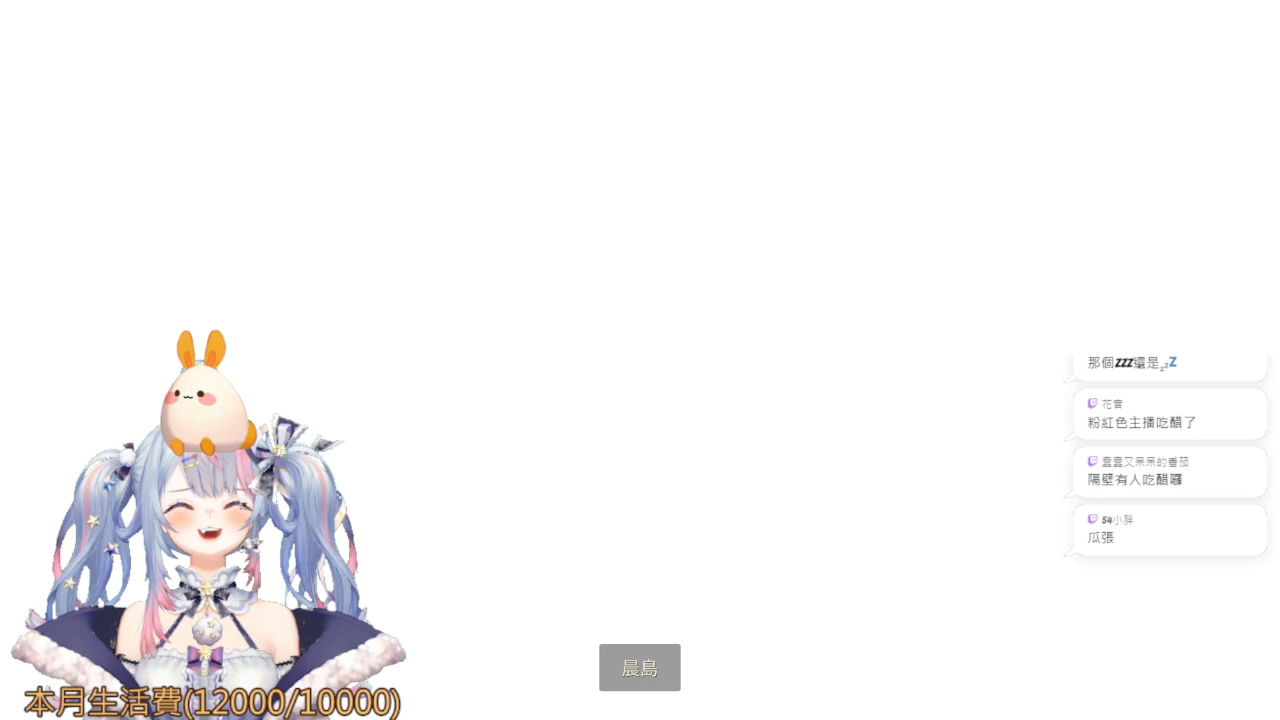 那個zzz還是zzZ
花音
粉紅色主播吃醋了
蠢蠢又呆呆的番茄
隔壁有人吃醋囉
54小胖
瓜張
晨島
本月生活費(12000/10000)